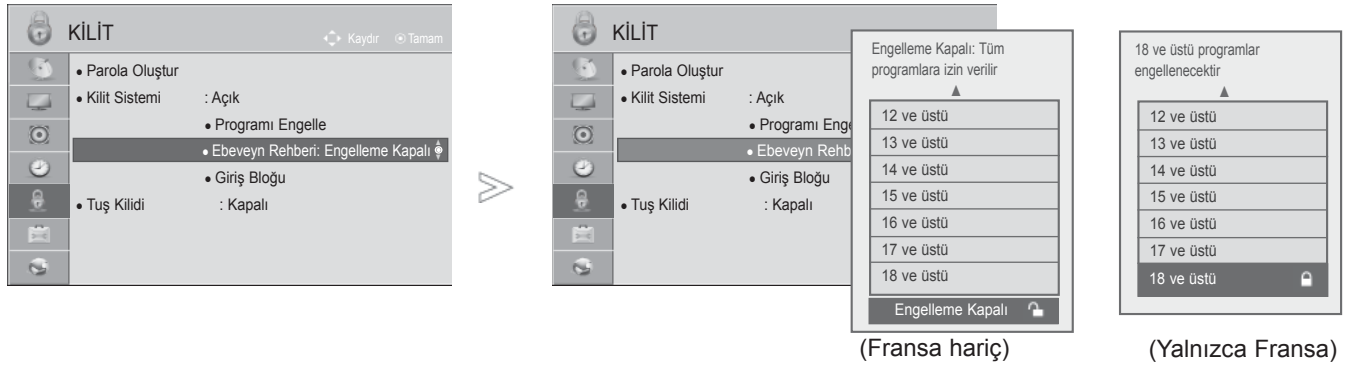 KİLİT
Kaydır Tamam
• Parola Oluştur
• Kilit Sistemi : Açık
• Programı Engelle
• Ebeveyn Rehberi: Engelleme Kapalı
• Giriş Bloğu
• Tuş Kilidi : Kapalı
KİLİT
• Parola Oluştur
• Kilit Sistemi : Açık
• Programı Enge
• Ebeveyn Rehb
• Giriş Bloğu
• Tuş Kilidi : Kapalı
Engelleme Kapalı: Tüm
programlara izin verilir
12 ve üstü
13 ve üstü
14 ve üstü
15 ve üstü
16 ve üstü
17 ve üstü
18 ve üstü
Engelleme Kapalı
(Fransa hariç)
18 ve üstü programlar
engellenecektir
12 ve üstü
13 ve üstü
14 ve üstü
15 ve üstü
16 ve üstü
17 ve üstü
18 ve üstü
(Yalnızca Fransa)